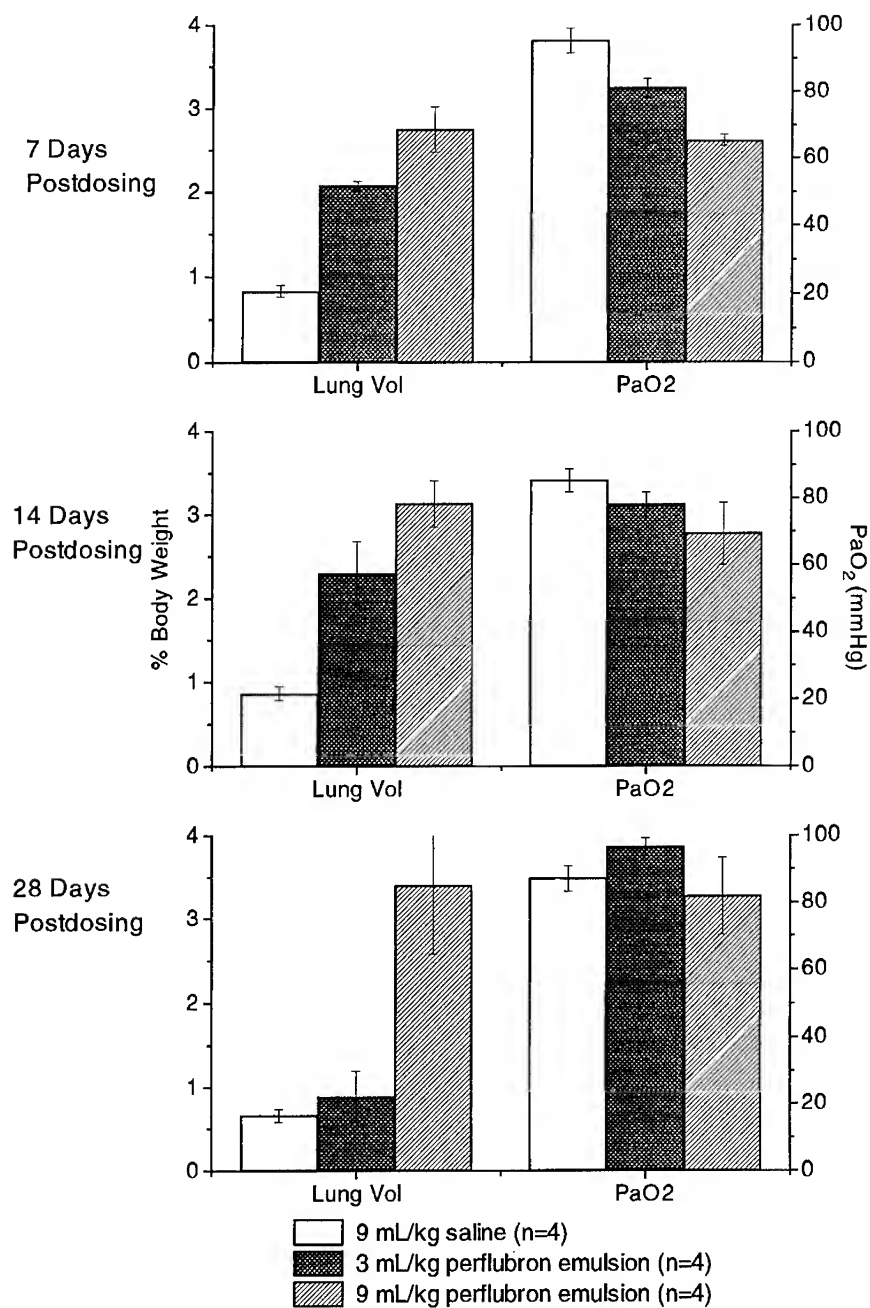 7 Days
Postdosing
4
3
2
1
0
100
80
60
40
20
0
Lung Vol
PaO2
14 Days
Postdosing
% Body Weight
4
3
2
1
0
100
80
60
40
20
0
PaO₂ (mmHg)
Lung Vol
PaO2
28 Days
Postdosing
4
3
2
1
0
100
80
60
40
20
0
Lung Vol
PaO2
9 mL/kg saline (n=4)
3 mL/kg perflubron emulsion (n=4)
9 mL/kg perflubron emulsion (n=4)